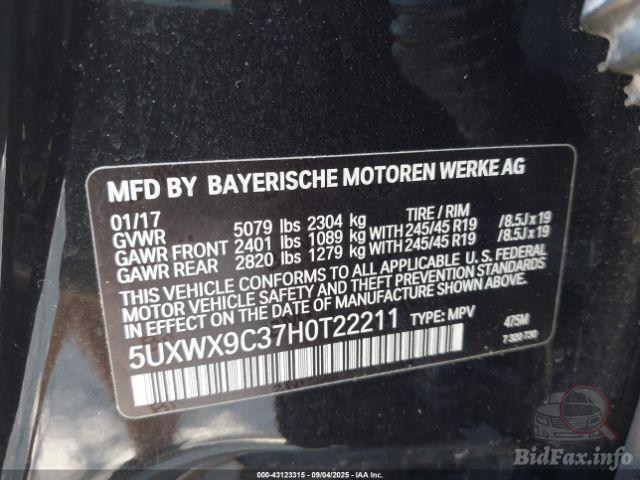 MFD BY BAYERISCHE MOTOREN WERKE AG
01/17 TIRE / RIM
GVWR 5079 lbs 2304 kg
GAWR FRONT 2401 lbs 1089 kg WITH 245/45 R19 /8.5J x 19
GAWR REAR 2820 lbs 1279 kg WITH 245/45 R19 /8.5J x 19
THIS VEHICLE CONFORMS TO ALL APPLICABLE U. S. FEDERAL
MOTOR VEHICLE SAFETY AND THEFT PREVENTION STANDARDS
IN EFFECT ON THE DATE OF MANUFACTURE SHOWN ABOVE.
5UXWX9C37H0T22211 TYPE: MPV 475M
7 320 730
BidFax.info
000-43123315 - 09/04/2025 - IAA Inc.